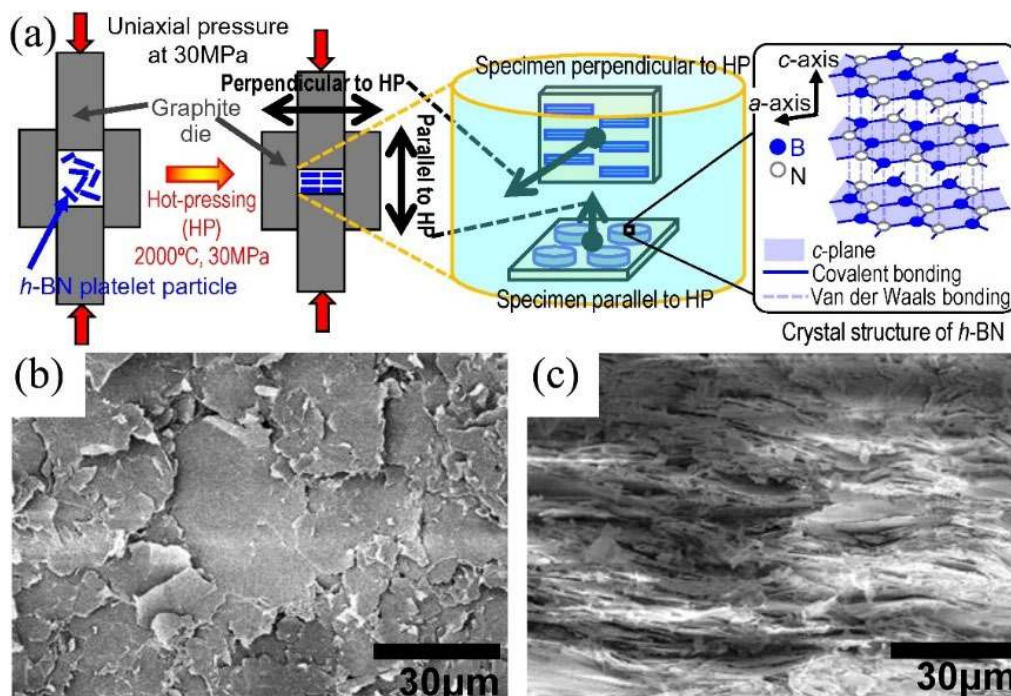 (a)
Uniaxial pressure
at 30MPa
Perpendicular to HP
Graphite
die
Parallel to HP
Hot-pressing
(HP)
2000ºC, 30MPa
h-BN platelet particle
Specimen perpendicular to HP
Specimen parallel to HP
c-axis
a-axis
B
N
c-plane
Covalent bonding
Van der Waals bonding
Crystal structure of h-BN
(b)
30μm
(c)
30μm